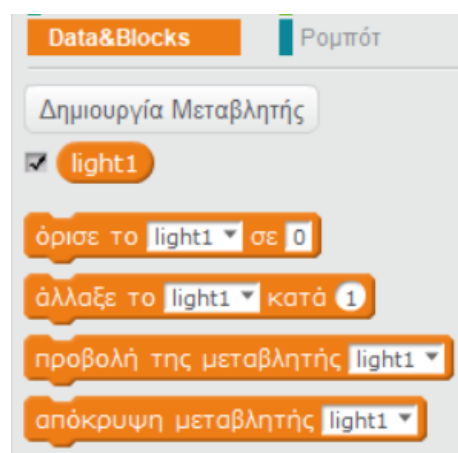 Data&Blocks Ρομπότ
Δημιουργία Μεταβλητής
light1
όρισε το light1 σε 0
άλλαξε το light1 κατά 1
προβολή της μεταβλητής light1
απόκρυψη μεταβλητής light1